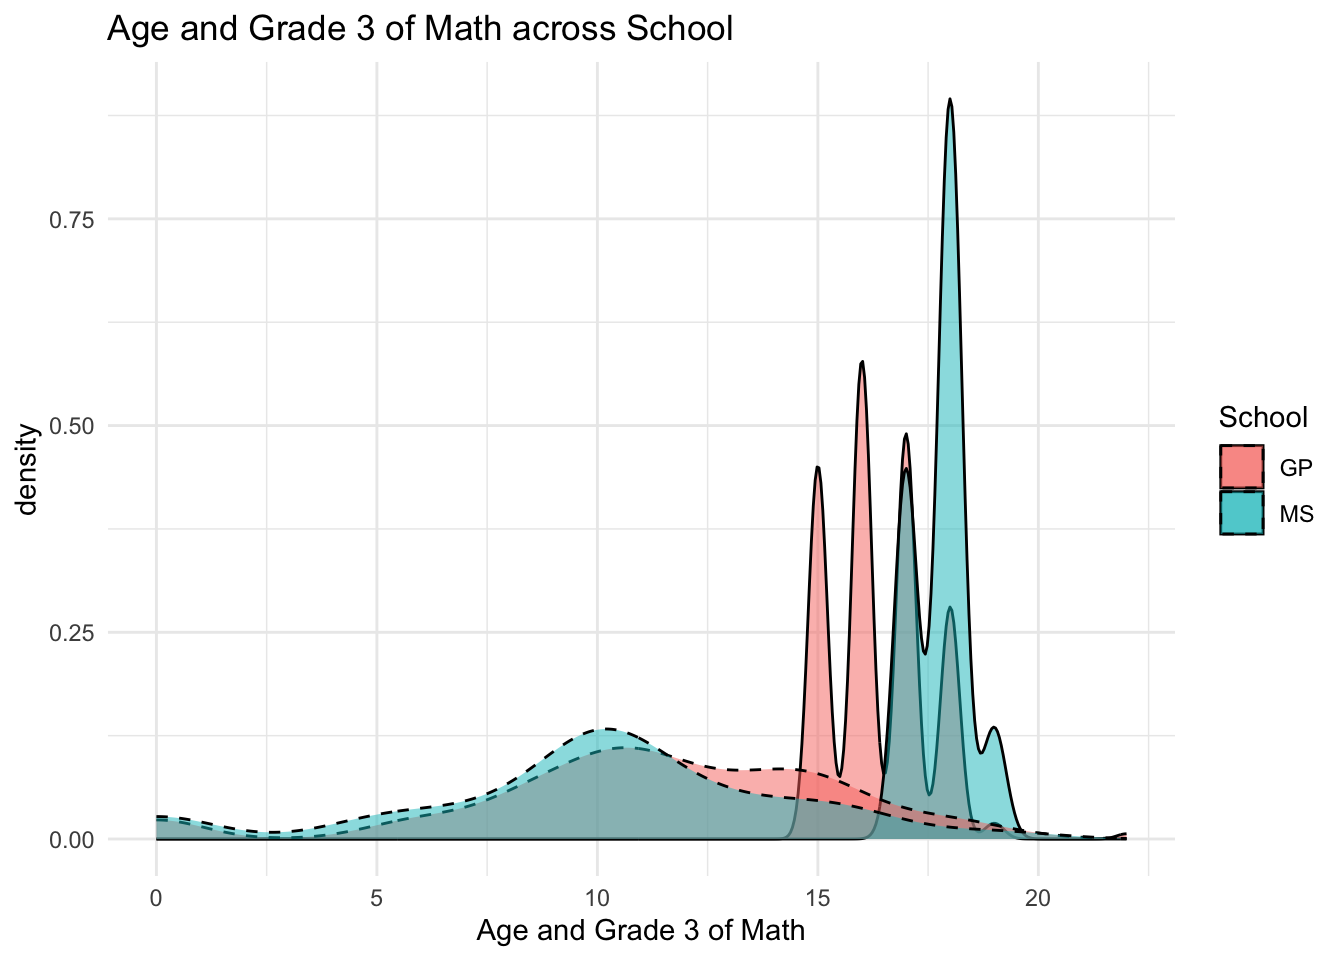 Age and Grade 3 of Math across School
density
0.75
0.50
0.25
0.00
0
5
10
15
20
Age and Grade 3 of Math
School
GP
MS